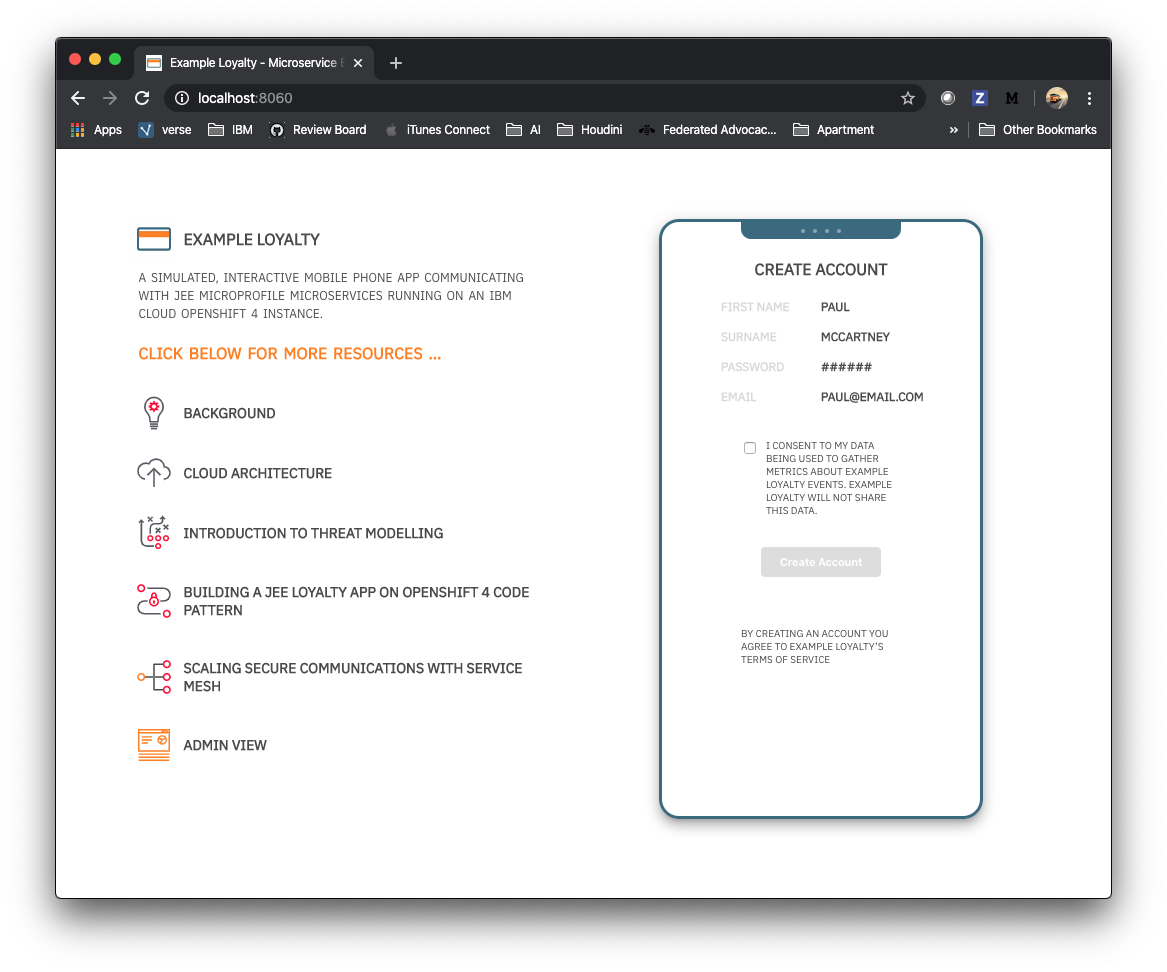 Example Loyalty - Microservice
localhost:8060
Z
M
Apps
verse
IBM
Review Board
iTunes Connect
AI
Houdini
Federated Advocac...
Apartment
»
Other Bookmarks
EXAMPLE LOYALTY
A SIMULATED, INTERACTIVE MOBILE PHONE APP COMMUNICATING
WITH JEE MICROPROFILE MICROSERVICES RUNNING ON AN IBM
CLOUD OPENSHIFT 4 INSTANCE.
CLICK BELOW FOR MORE RESOURCES ...
BACKGROUND
CLOUD ARCHITECTURE
INTRODUCTION TO THREAT MODELLING
BUILDING A JEE LOYALTY APP ON OPENSHIFT 4 CODE
PATTERN
SCALING SECURE COMMUNICATIONS WITH SERVICE
MESH
ADMIN VIEW
CREATE ACCOUNT
FIRST NAME PAUL
SURNAME MCCARTNEY
PASSWORD ######
EMAIL PAUL@EMAIL.COM
I CONSENT TO MY DATA
BEING USED TO GATHER
METRICS ABOUT EXAMPLE
LOYALTY EVENTS. EXAMPLE
LOYALTY WILL NOT SHARE
THIS DATA.
Create Account
BY CREATING AN ACCOUNT YOU
AGREE TO EXAMPLE LOYALTY'S
TERMS OF SERVICE